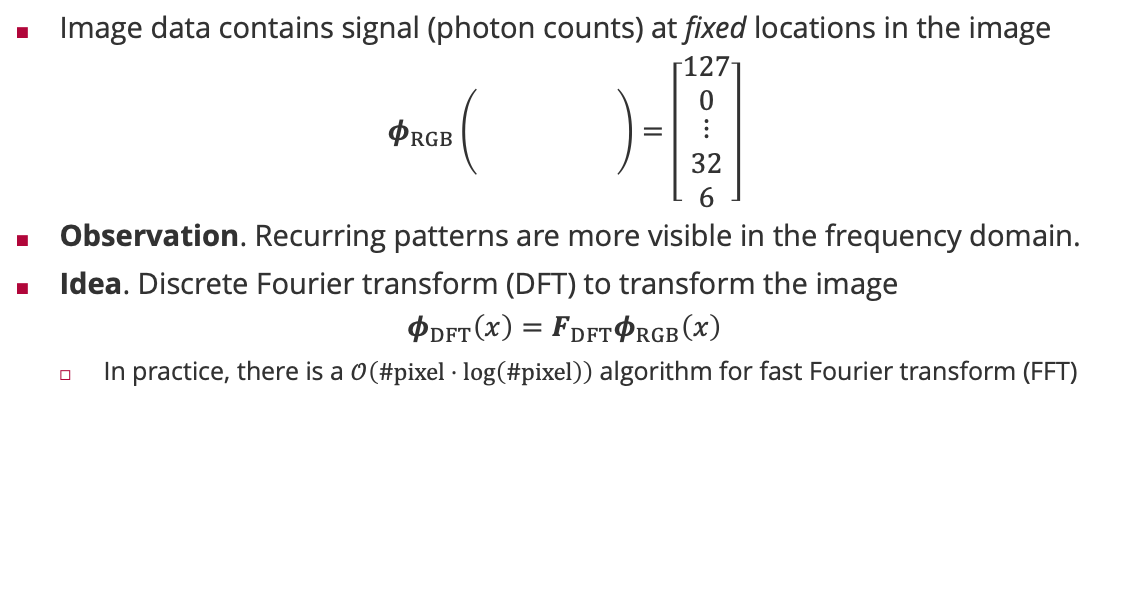 ▪ Image data contains signal (photon counts) at fixed locations in the image
𝝓RGB( ) = [127 0 ⋮ 32 6]
▪ Observation. Recurring patterns are more visible in the frequency domain.
▪ Idea. Discrete Fourier transform (DFT) to transform the image
𝝓DFT(x) = 𝑭DFT𝝓RGB(x)
▫ In practice, there is a 𝒪(#pixel · log(#pixel)) algorithm for fast Fourier transform (FFT)